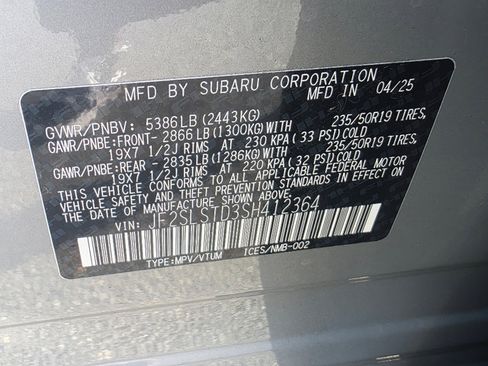 MFD BY SUBARU CORPORATION MFD IN 04/25
GVWR/PNBV: 5386LB(2443KG)
GAWR/PNBE:FRONT- 2866LB(1300KG)WITH 235/50R19 TIRES,
19X7 1/2J RIMS AT 230 KPA(33 PSI)COLD
GAWR/PNBE:REAR - 2835LB(1286KG)WITH 235/50R19 TIRES,
19X7 1/2J RIMS AT 220 KPA(32 PSI)COLD
THIS VEHICLE CONFORMS TO ALL APPLICABLE FEDERAL MOTOR
VEHICLE SAFETY, BUMPER, AND THEFT PREVENTION
STANDARDS IN EFFECT ON THE DATE OF
MANUFACTURE SHOWN ABOVE.
VIN: JF2SLSTD3SH412364
TYPE:MPV/VTUM ICES/NMB-002